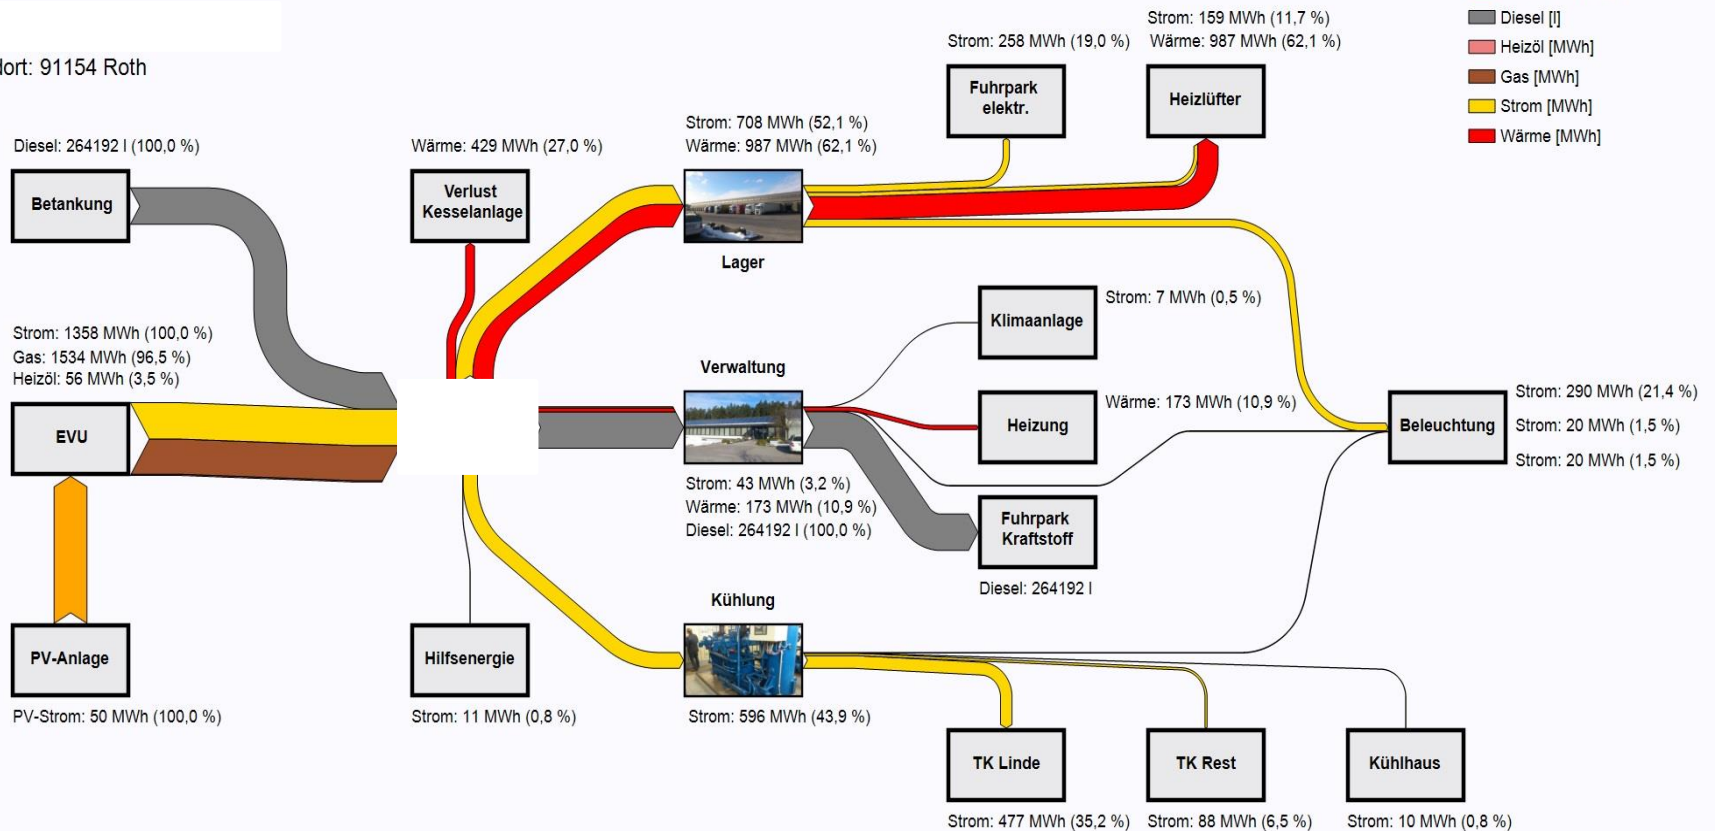 dort: 91154 Roth
Diesel [l]
Heizöl [MWh]
Gas [MWh]
Strom [MWh]
Wärme [MWh]
Strom: 159 MWh (11,7 %)
Wärme: 987 MWh (62,1 %)
Heizlüfter
Strom: 258 MWh (19,0 %)
Fuhrpark
elektr.
Strom: 708 MWh (52,1 %)
Wärme: 987 MWh (62,1 %)
Lager
Wärme: 429 MWh (27,0 %)
Verlust
Kesselanlage
Diesel: 264192 l (100,0 %)
Betankung
Strom: 1358 MWh (100,0 %)
Gas: 1534 MWh (96,5 %)
Heizöl: 56 MWh (3,5 %)
EVU
PV-Anlage
PV-Strom: 50 MWh (100,0 %)
Hilfsenergie
Strom: 11 MWh (0,8 %)
Verwaltung
Strom: 43 MWh (3,2 %)
Wärme: 173 MWh (10,9 %)
Diesel: 264192 l (100,0 %)
Klimaanlage
Strom: 7 MWh (0,5 %)
Heizung
Wärme: 173 MWh (10,9 %)
Fuhrpark
Kraftstoff
Diesel: 264192 l
Beleuchtung
Strom: 290 MWh (21,4 %)
Strom: 20 MWh (1,5 %)
Strom: 20 MWh (1,5 %)
Kühlung
Strom: 596 MWh (43,9 %)
TK Linde
Strom: 477 MWh (35,2 %)
TK Rest
Strom: 88 MWh (6,5 %)
Kühlhaus
Strom: 10 MWh (0,8 %)